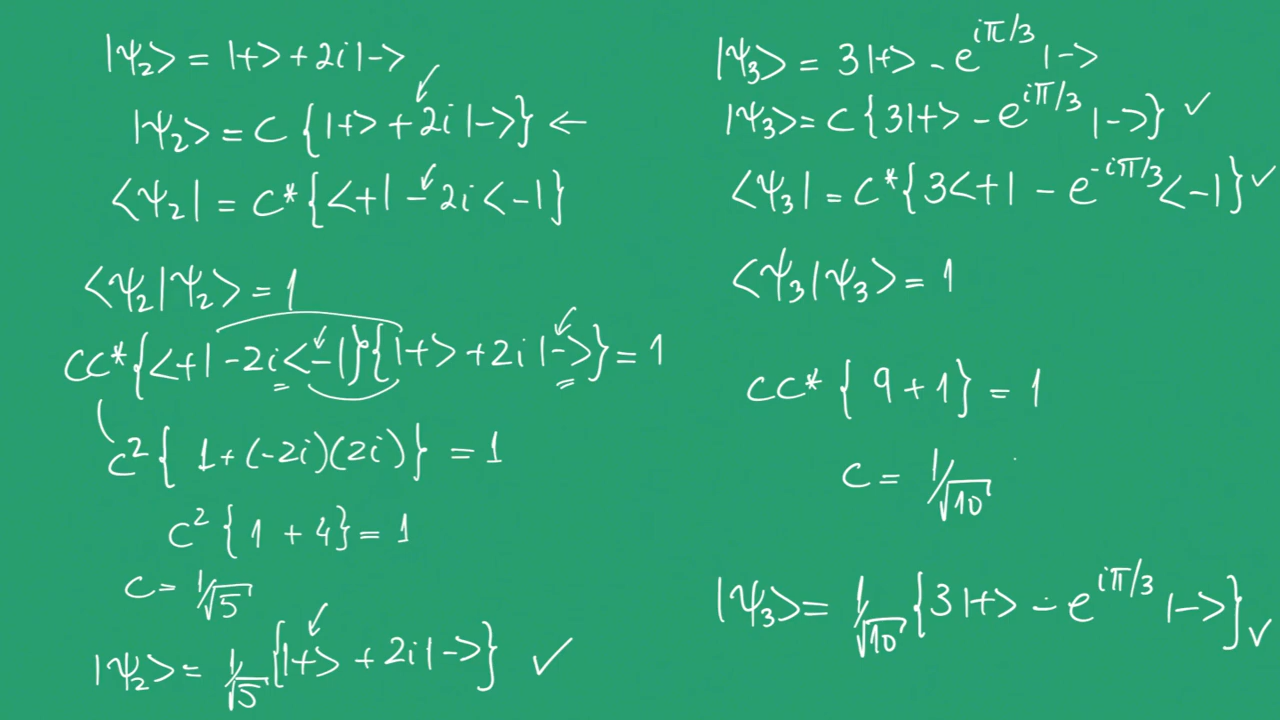 |ψ₂> = |+> + 2i|->
|ψ₂> = C {|+> + 2i|->} ←
<ψ₂| = C* {<+| - 2i<-|}
<ψ₂|ψ₂> = 1
CC* {<+| - 2i<-|} {|+> + 2i|->} = 1
C² { 1 + (-2i)(2i)} = 1
C² { 1 + 4} = 1
C = 1/√5
|ψ₂> = 1/√5 {|+> + 2i|->} ✓
|ψ₃> = 3|+> - e^{iπ/3} |->
|ψ₃> = C {3|+> - e^{iπ/3} |->} ✓
<ψ₃| = C* {3<+| - e^{-iπ/3} <-|} ✓
<ψ₃|ψ₃> = 1
CC* { 9 + 1} = 1
C = 1/√10
|ψ₃> = 1/√10 {3|+> - e^{iπ/3} |->} ✓